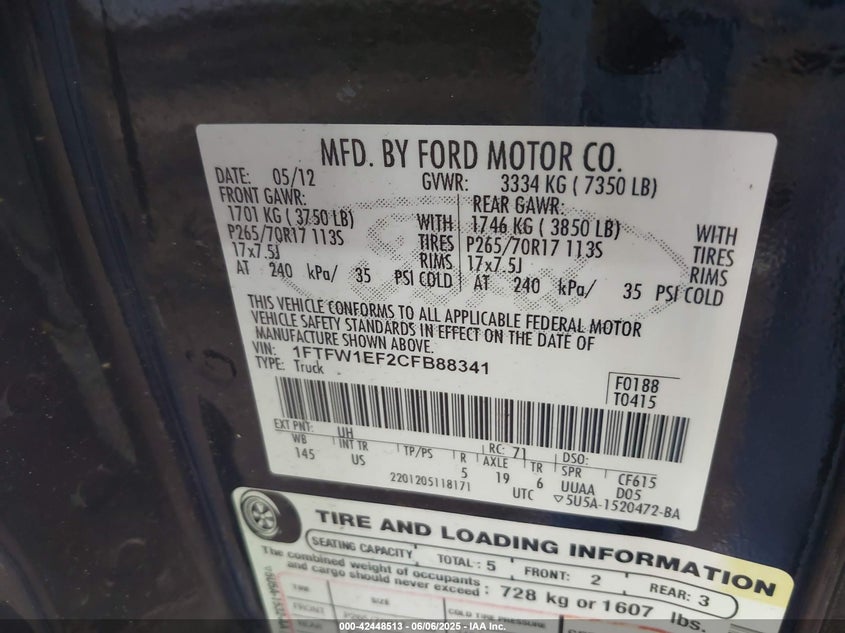 MFD. BY FORD MOTOR CO.
DATE: 05/12 GVWR: 3334 KG ( 7350 LB)
FRONT GAWR: REAR GAWR:
1701 KG ( 3750 LB) WITH 1746 KG ( 3850 LB) WITH
P265/70R17 113S TIRES P265/70R17 113S TIRES
17x7.5J RIMS 17x7.5J RIMS
AT 240 kPa/ 35 PSI COLD AT 240 kPa/ 35 PSI COLD
THIS VEHICLE CONFORMS TO ALL APPLICABLE FEDERAL MOTOR
VEHICLE SAFETY STANDARDS IN EFFECT ON THE DATE OF
MANUFACTURE SHOWN ABOVE.
VIN: 1FTFW1EF2CFB88341
TYPE: Truck
F0188
T0415
EXT PNT: UH RC: 71 DSO:
WB INT TR TP/PS R AXLE TR SPR CF615
145 US 5 19 6 UUAA D05
2201205118171 UTC ▽5U5A-1520472-BA
TIRE AND LOADING INFORMATION
SEATING CAPACITY TOTAL : 5 FRONT: 2 REAR: 3
The combined weight of occupants
and cargo should never exceed : 728 kg or 1607 lbs.
TIRE SIZE COLD TIRE
FRONT
REAR
000-42448513 - 06/06/2025 - IAA Inc.